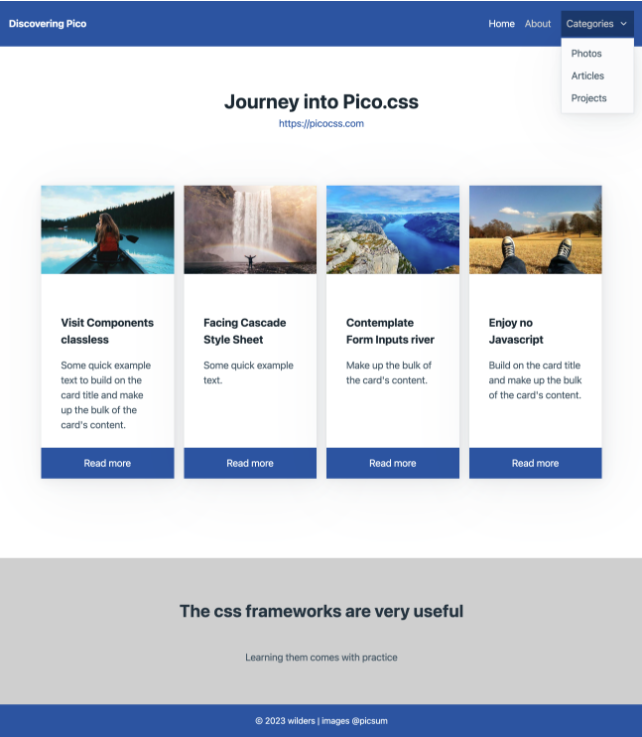 Discovering Pico
Home About Categories
Photos
Articles
Projects
Journey into Pico.css
https://picocss.com
Visit Components
classless
Some quick example
text to build on the
card title and make
up the bulk of the
card's content.
Read more
Facing Cascade
Style Sheet
Some quick example
text.
Read more
Contemplate
Form Inputs river
Make up the bulk of
the card's content.
Read more
Enjoy no
Javascript
Build on the card title
and make up the bulk
of the card's content.
Read more
The css frameworks are very useful
Learning them comes with practice
© 2023 wilders | images @picsum